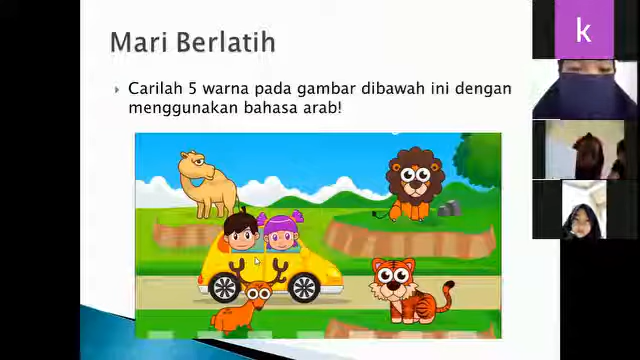 Mari Berlatih
Carilah 5 warna pada gambar dibawah ini dengan
menggunakan bahasa arab!
k